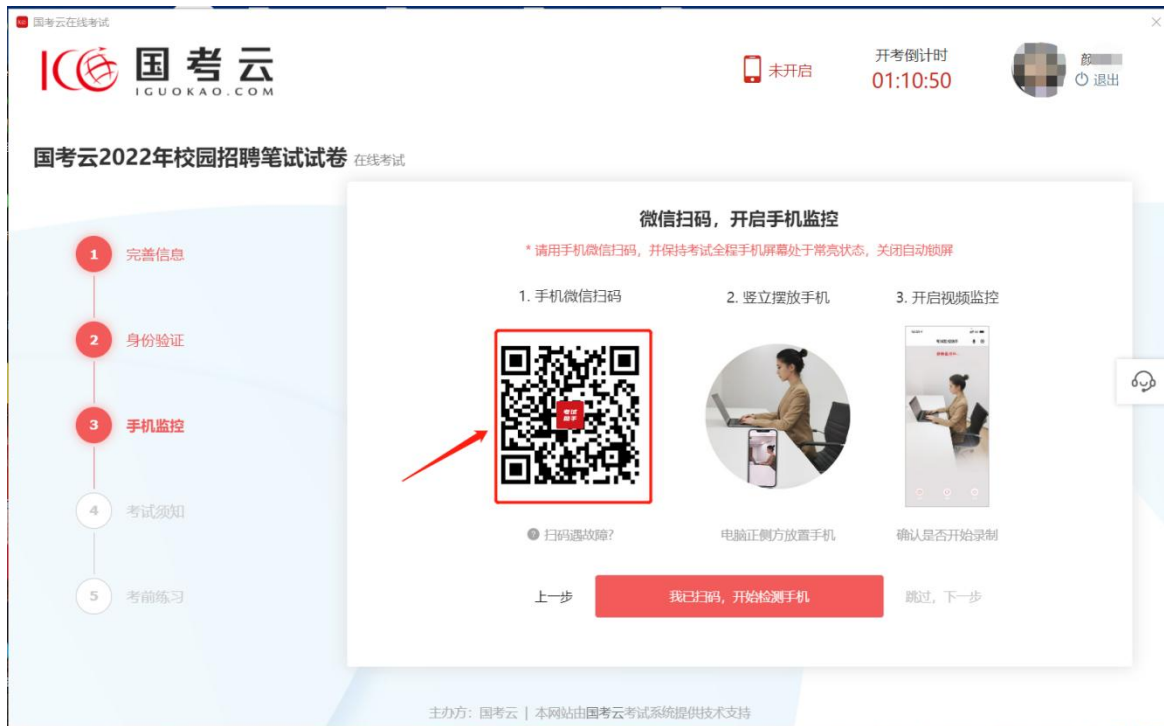 国考云在线考试
国考云
IGUOKAO.COM
未开启
开考倒计时
01:10:50
颜
退出
国考云2022年校园招聘笔试试卷 在线考试
1 完善信息
2 身份验证
3 手机监控
4 考试须知
5 考前练习
微信扫码，开启手机监控
* 请用手机微信扫码，并保持考试全程手机屏幕处于常亮状态，关闭自动锁屏
1. 手机微信扫码
2. 竖立摆放手机
3. 开启视频监控
考试
助手
扫码遇故障?
电脑正侧方放置手机
确认是否开始录制
上一步
我已扫码，开始检测手机
跳过，下一步
主办方：国考云 | 本网站由国考云考试系统提供技术支持